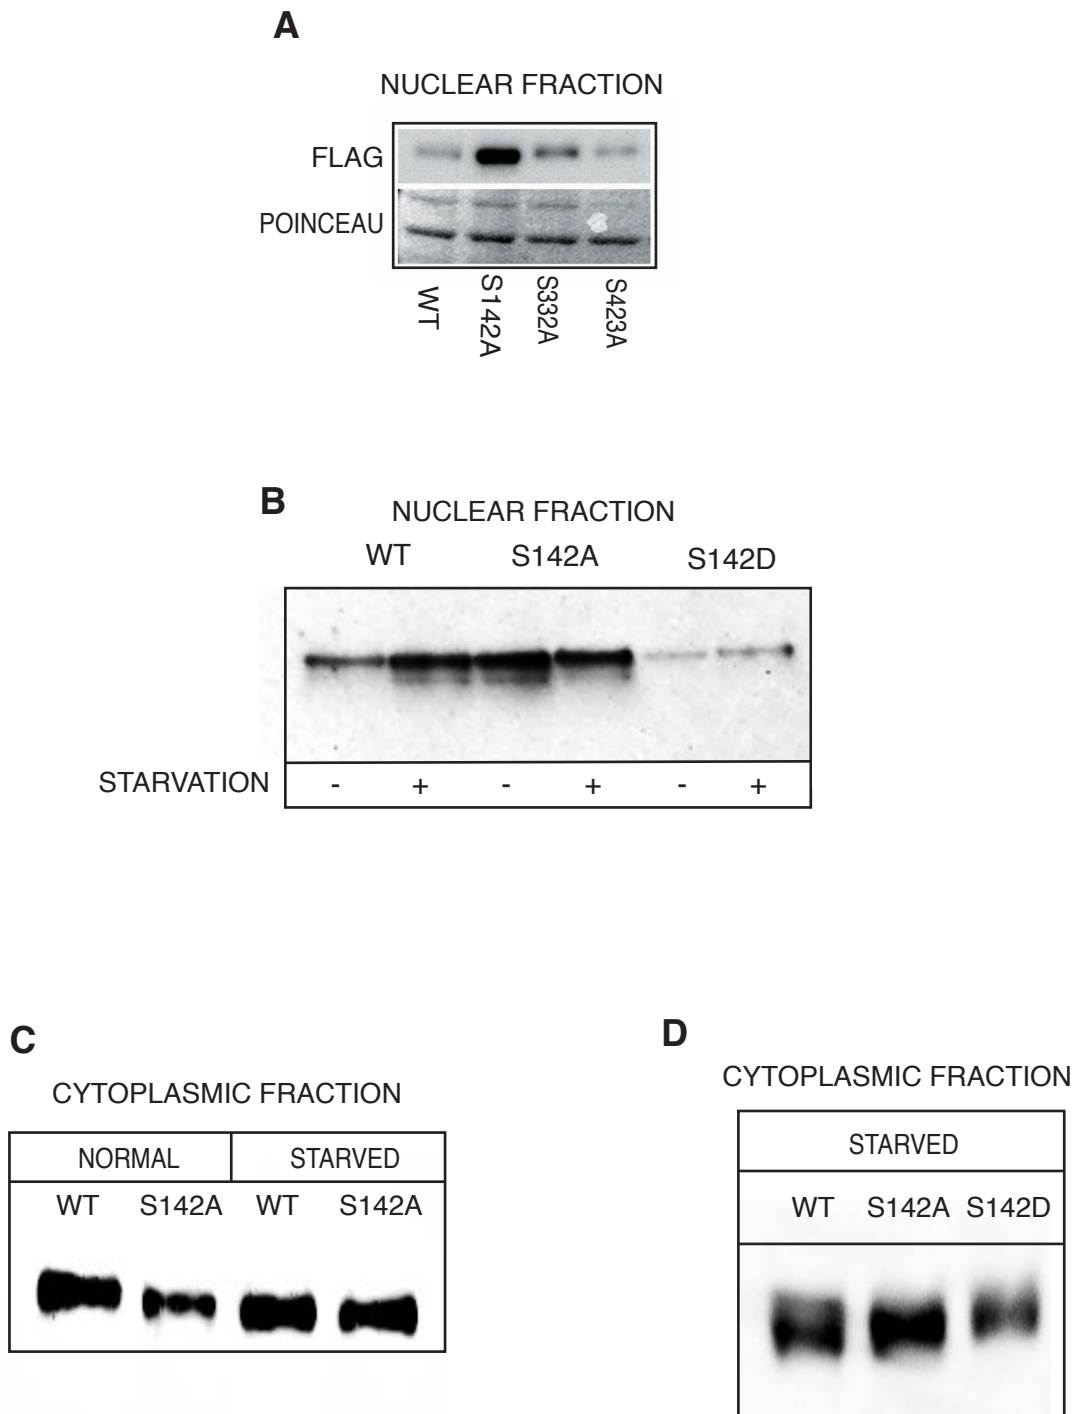 A
NUCLEAR FRACTION
FLAG
POINCEAU
WT S142A S332A S423A
B
NUCLEAR FRACTION
WT S142A S142D
STARVATION - + - + - +
C
CYTOPLASMIC FRACTION
NORMAL STARVED
WT S142A WT S142A
D
CYTOPLASMIC FRACTION
STARVED
WT S142A S142D